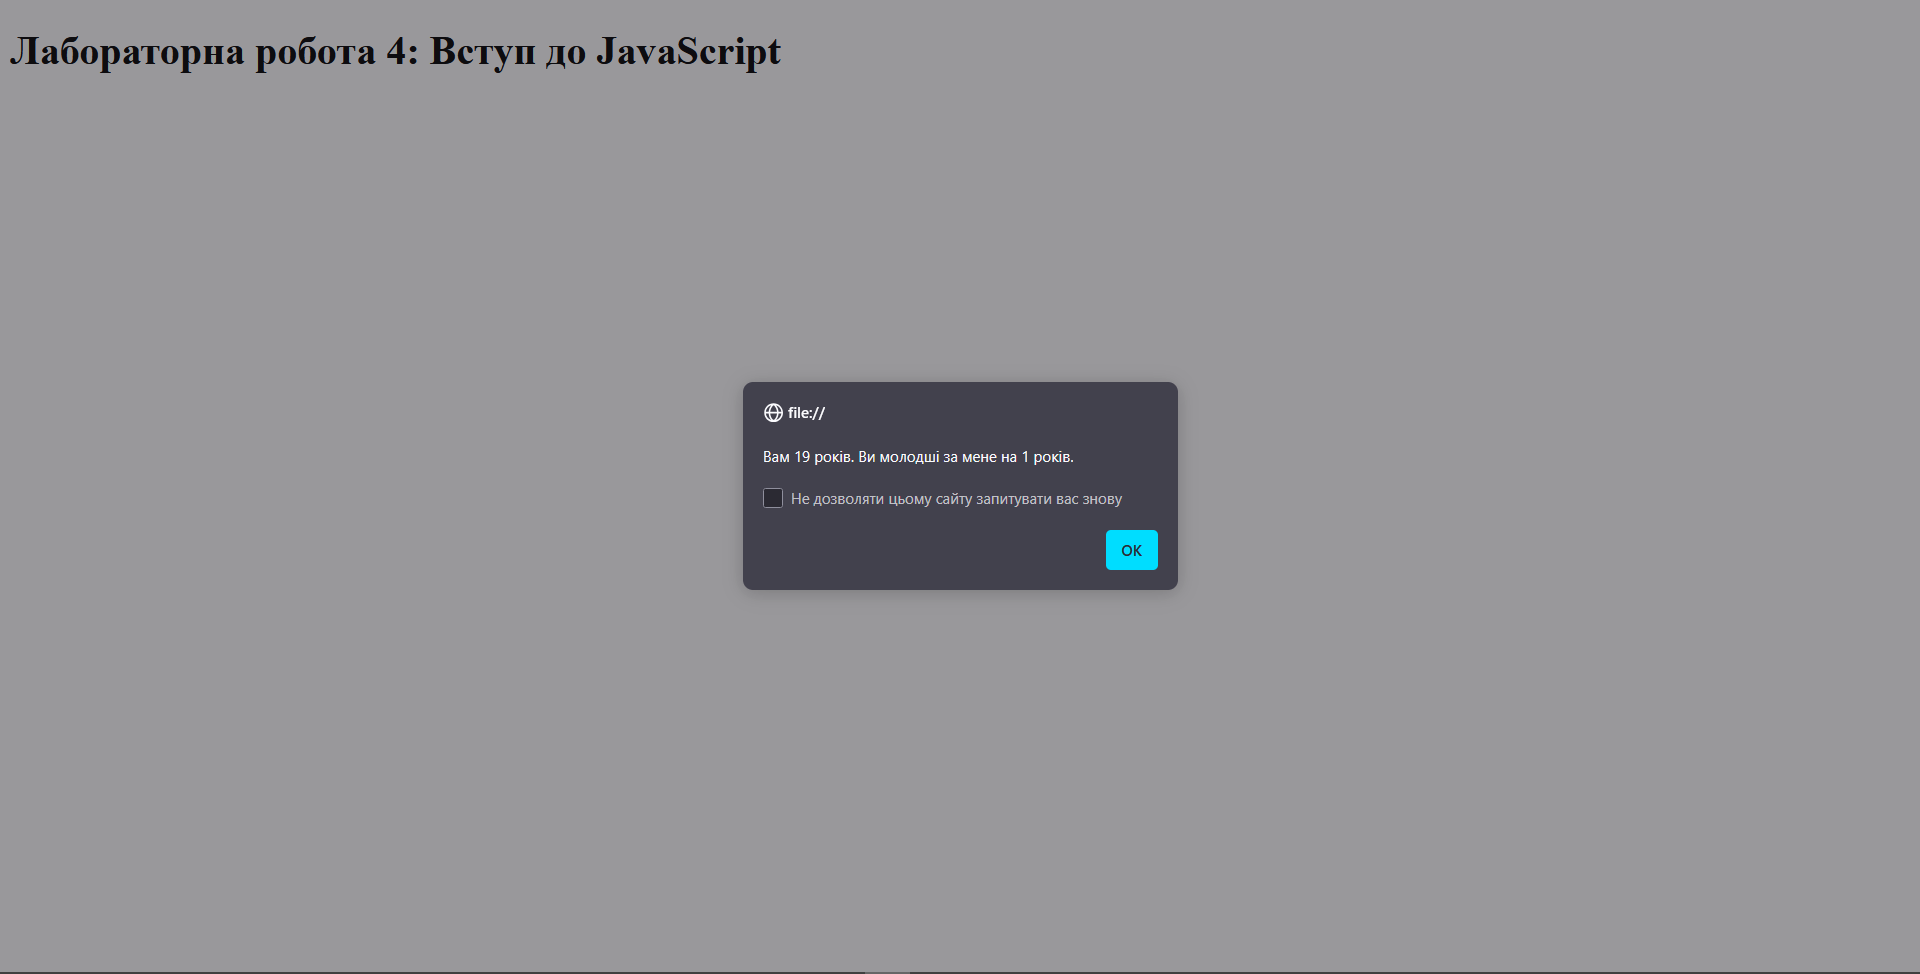 Лабораторна робота 4: Вступ до JavaScript
file://
Вам 19 років. Ви молодші за мене на 1 років.
Не дозволяти цьому сайту запитувати вас знову
OK